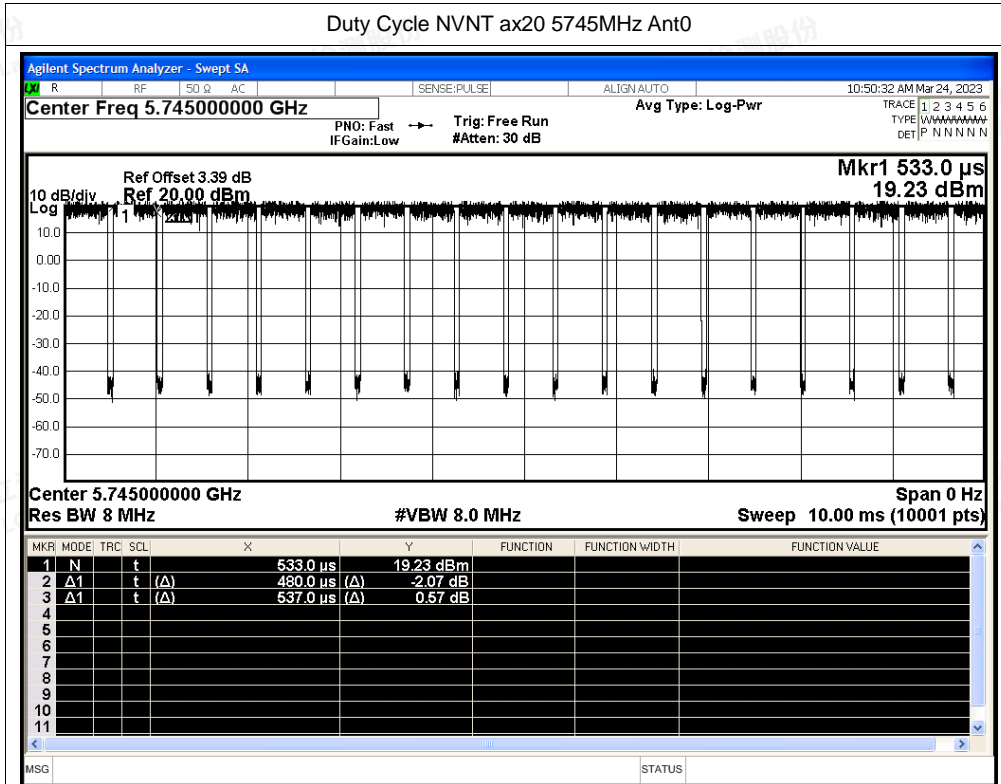 Duty Cycle NVNT ax20 5745MHz Ant0
Agilent Spectrum Analyzer - Swept SA
LXI R RF 50 Ω AC SENSE:PULSE ALIGN AUTO 10:50:32 AM Mar 24, 2023
Center Freq 5.745000000 GHz Avg Type: Log-Pwr TRACE 1 2 3 4 5 6
PNO: Fast Trig: Free Run TYPE W
IFGain:Low #Atten: 30 dB DET P N N N N N
Mkr1 533.0 µs
Ref Offset 3.39 dB
10 dB/div Ref 20.00 dBm 19.23 dBm
Log
1
10.0
0.00
-10.0
-20.0
-30.0
-40.0
-50.0
-60.0
-70.0
Center 5.745000000 GHz Span 0 Hz
Res BW 8 MHz #VBW 8.0 MHz Sweep 10.00 ms (10001 pts)
MKR MODE TRC SCL X Y FUNCTION FUNCTION WIDTH FUNCTION VALUE
1 N t 533.0 µs 19.23 dBm
2 Δ1 t (Δ) 480.0 µs (Δ) -2.07 dB
3 Δ1 t (Δ) 537.0 µs (Δ) 0.57 dB
4
5
6
7
8
9
10
11
MSG STATUS